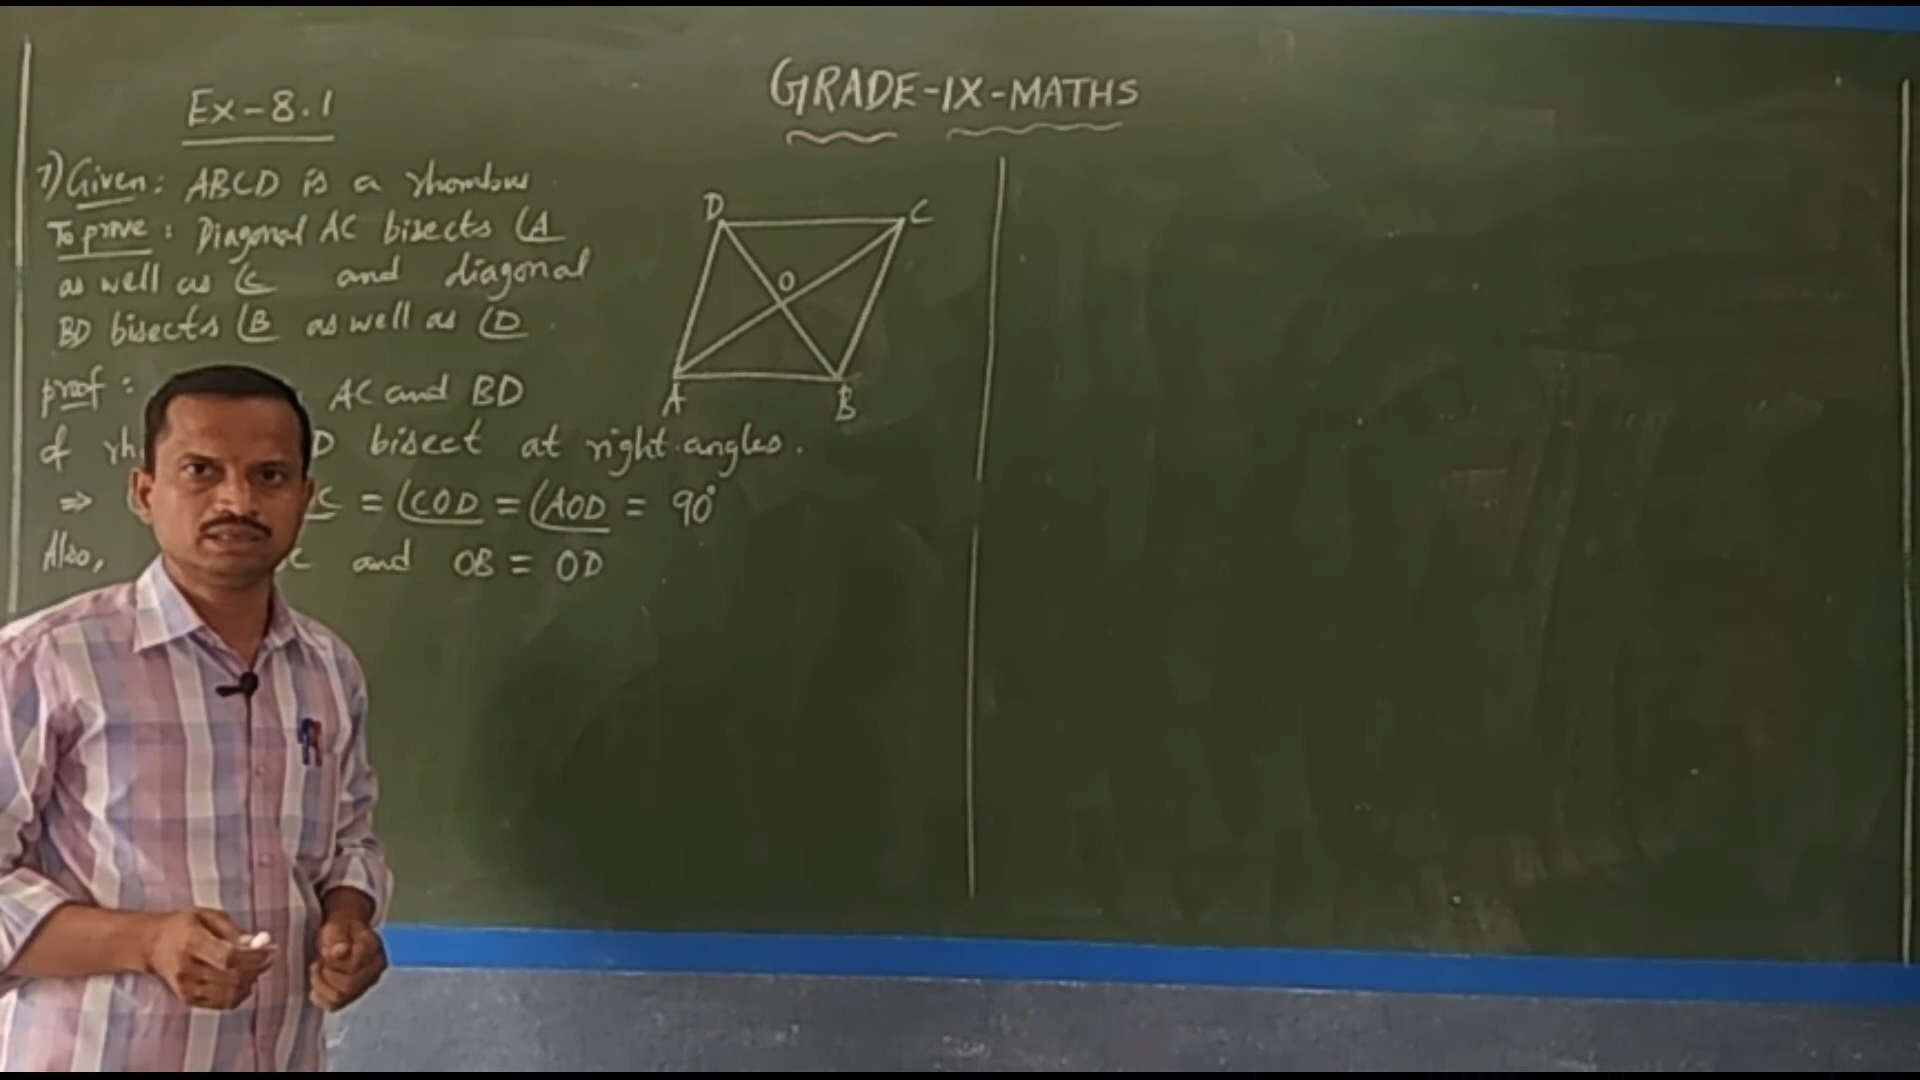 GRADE-IX-MATHS
Ex-8.1
7) Given: ABCD is a rhombus
To prove: Diagonal AC bisects ∠A
as well as ∠C and diagonal
BD bisects ∠B as well as ∠D.
proof: AC and BD
of D bisect at right angles.
⇒ = ∠COD = ∠AOD = 90°
Also, and OB = OD
D
C
O
A
B